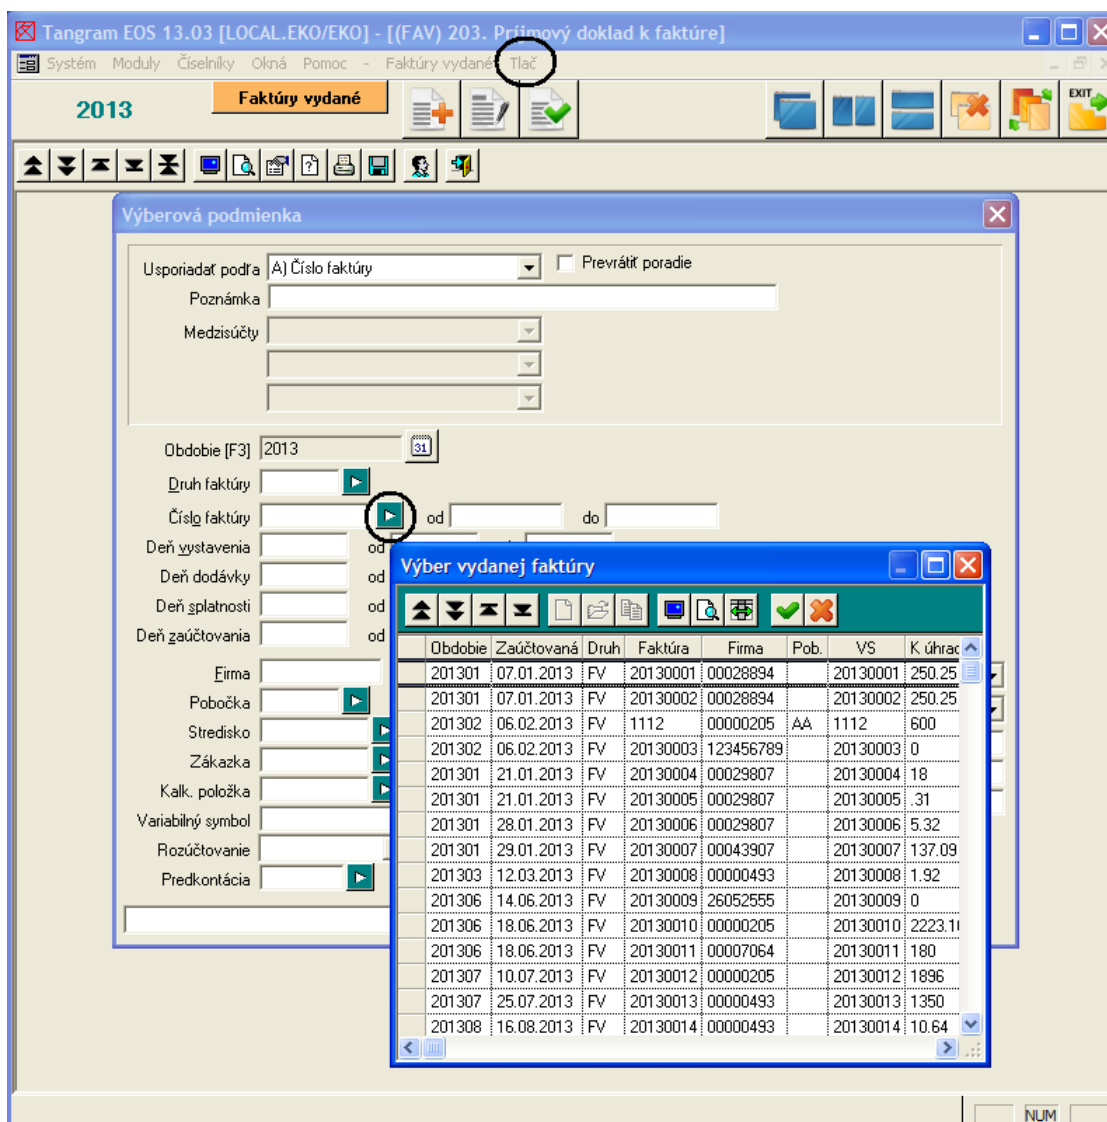 Tangram EOS 13.03 [LOCAL.EKO/EKO] - [(FAV) 203. Príjmový doklad k faktúre]
Systém Moduly Číselníky Okná Pomoc - Faktúry vydané Tlač
2013
Faktúry vydané
EXIT
Výberová podmienka
Usporiadať podľa A) Číslo faktúry Prevrátiť poradie
Poznámka
Medzisúčty
Obdobie [F3] 2013 31
Druh faktúry
Číslo faktúry od do
Deň vystavenia od
Deň dodávky od
Deň splatnosti od
Deň zaúčtovania od
Firma
Pobočka
Stredisko
Zákazka
Kalk. položka
Variabilný symbol
Rozúčtovanie
Predkontácia
Výber vydanej faktúry
Obdobie Zaúčtovaná Druh Faktúra Firma Pob. VS K úhrad
201301 07.01.2013 FV 20130001 00028894 20130001 250.25
201301 07.01.2013 FV 20130002 00028894 20130002 250.25
201302 06.02.2013 FV 1112 00000205 AA 1112 600
201302 06.02.2013 FV 20130003 123456789 20130003 0
201301 21.01.2013 FV 20130004 00029807 20130004 18
201301 21.01.2013 FV 20130005 00029807 20130005 .31
201301 28.01.2013 FV 20130006 00029807 20130006 5.32
201301 29.01.2013 FV 20130007 00043907 20130007 137.09
201303 12.03.2013 FV 20130008 00000493 20130008 1.92
201306 14.06.2013 FV 20130009 26052555 20130009 0
201306 18.06.2013 FV 20130010 00000205 20130010 2223.1
201306 18.06.2013 FV 20130011 00007064 20130011 180
201307 10.07.2013 FV 20130012 00000205 20130012 1896
201307 25.07.2013 FV 20130013 00000493 20130013 1350
201308 16.08.2013 FV 20130014 00000493 20130014 10.64
NUM